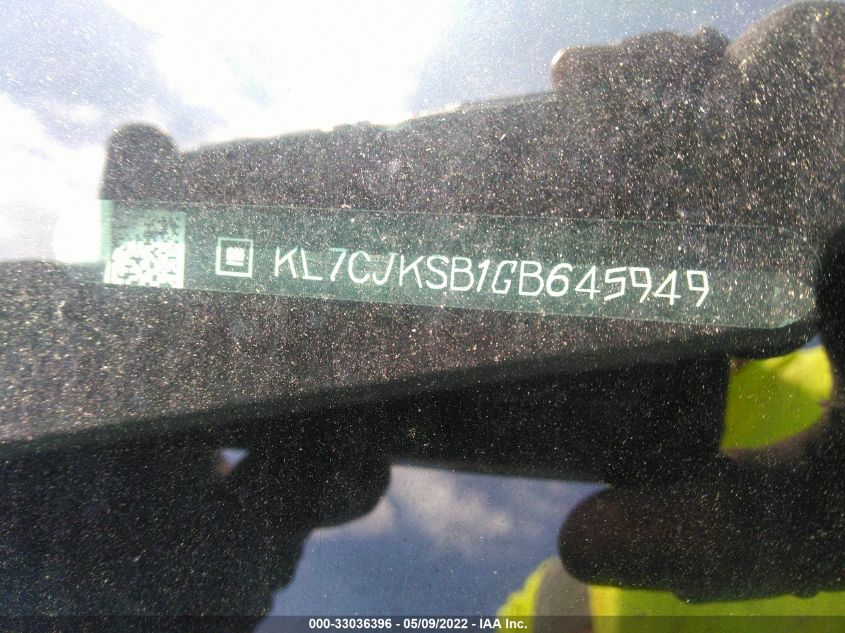 KL7CJKSB1GB645949
000-33036396 - 05/09/2022 - IAA Inc.